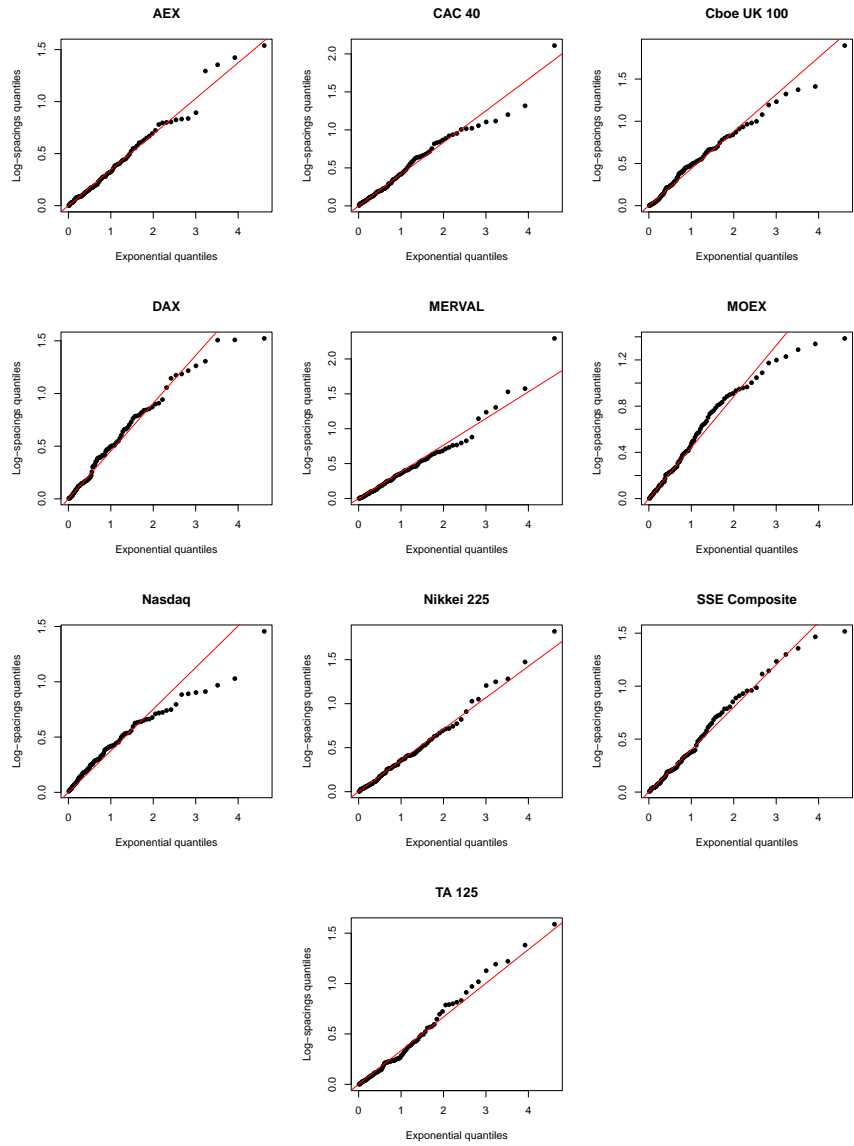 AEX
Log−spacings quantiles
0.0 0.5 1.0 1.5
0 1 2 3 4
Exponential quantiles
CAC 40
Log−spacings quantiles
0.0 0.5 1.0 1.5 2.0
0 1 2 3 4
Exponential quantiles
Cboe UK 100
Log−spacings quantiles
0.0 0.5 1.0 1.5
0 1 2 3 4
Exponential quantiles
DAX
Log−spacings quantiles
0.0 0.5 1.0 1.5
0 1 2 3 4
Exponential quantiles
MERVAL
Log−spacings quantiles
0.0 0.5 1.0 1.5 2.0
0 1 2 3 4
Exponential quantiles
MOEX
Log−spacings quantiles
0.0 0.4 0.8 1.2
0 1 2 3 4
Exponential quantiles
Nasdaq
Log−spacings quantiles
0.0 0.5 1.0 1.5
0 1 2 3 4
Exponential quantiles
Nikkei 225
Log−spacings quantiles
0.0 0.5 1.0 1.5
0 1 2 3 4
Exponential quantiles
SSE Composite
Log−spacings quantiles
0.0 0.5 1.0 1.5
0 1 2 3 4
Exponential quantiles
TA 125
Log−spacings quantiles
0.0 0.5 1.0 1.5
0 1 2 3 4
Exponential quantiles